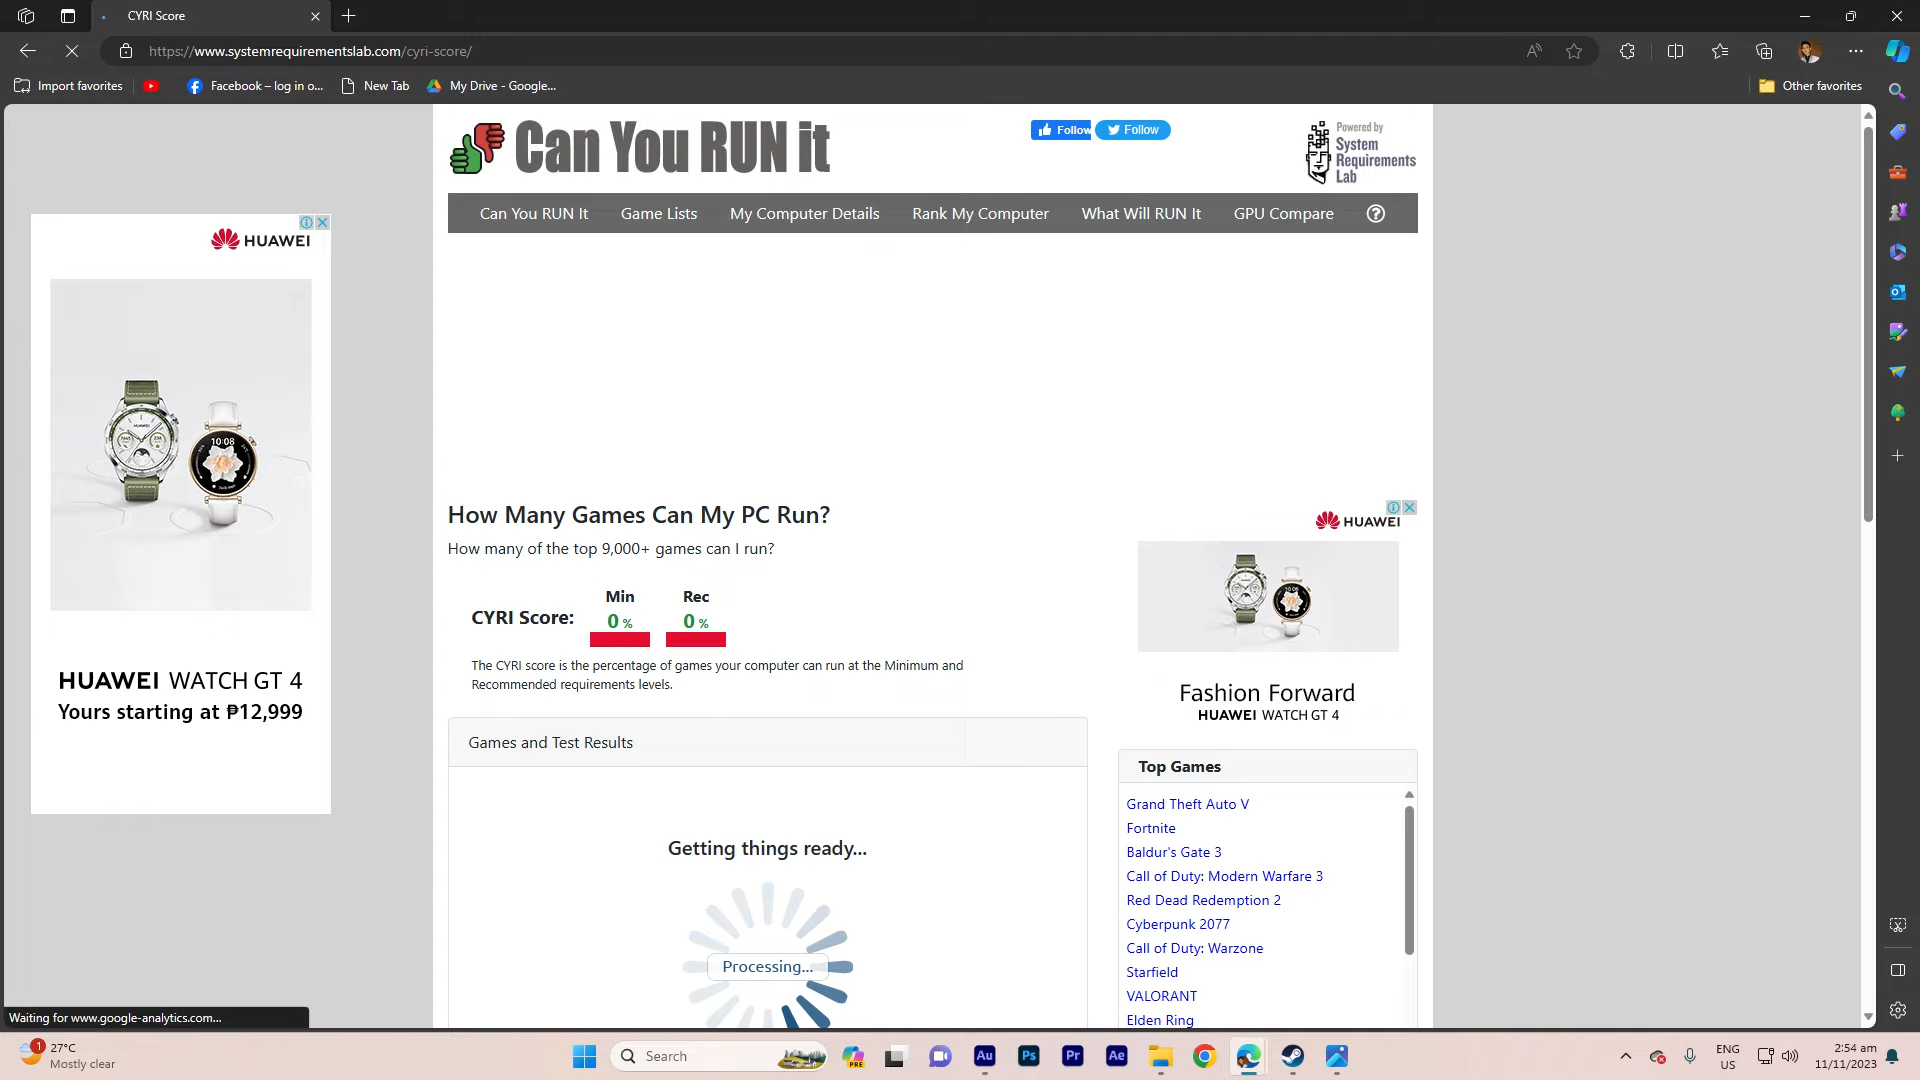 CYRI Score
https://www.systemrequirementslab.com/cyri-score/
Import favorites
Facebook – log in o...
New Tab
My Drive - Google...
Other favorites
Can You RUN it
Follow
Follow
Powered by
System
Requirements
Lab
Can You RUN It
Game Lists
My Computer Details
Rank My Computer
What Will RUN It
GPU Compare
HUAWEI
10:08
HUAWEI WATCH GT 4
Yours starting at ₱12,999
How Many Games Can My PC Run?
How many of the top 9,000+ games can I run?
CYRI Score:
Min
Rec
0 %
0 %
The CYRI score is the percentage of games your computer can run at the Minimum and
Recommended requirements levels.
Games and Test Results
Getting things ready...
Processing...
HUAWEI
Fashion Forward
HUAWEI WATCH GT 4
Top Games
Grand Theft Auto V
Fortnite
Baldur's Gate 3
Call of Duty: Modern Warfare 3
Red Dead Redemption 2
Cyberpunk 2077
Call of Duty: Warzone
Starfield
VALORANT
Elden Ring
Waiting for www.google-analytics.com...
1
27°C
Mostly clear
Search
PRE
Au
Ps
Pr
Ae
ENG
US
2:54 am
11/11/2023